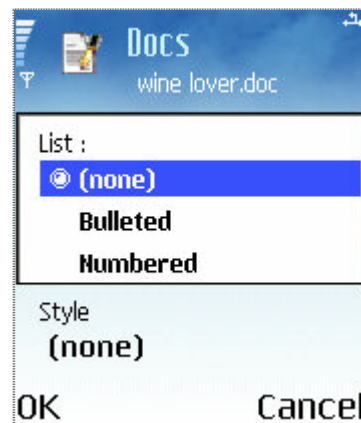 Docs
wine lover.doc
List :
(none)
Bulleted
Numbered
Style
(none)
OK Cancel